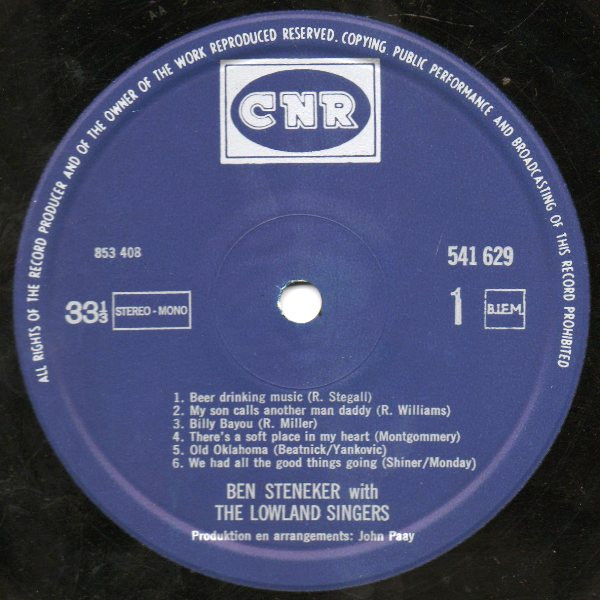 ALL RIGHTS OF THE RECORD PRODUCER AND OF THE OWNER OF THE WORK REPRODUCED RESERVED. COPYING, PUBLIC PERFORMANCE AND BROADCASTING OF THIS RECORD PROHIBITED
CNR
853 408
541 629
33⅓
STEREO - MONO
1
B.I.E.M.
1. Beer drinking music (R. Stegall)
2. My son calls another man daddy (R. Williams)
3. Billy Bayou (R. Miller)
4. There's a soft place in my heart (Montgommery)
5. Old Oklahoma (Beatnick/Yankovic)
6. We had all the good things going (Shiner/Monday)
BEN STENEKER with
THE LOWLAND SINGERS
Produktion en arrangements: John Paay